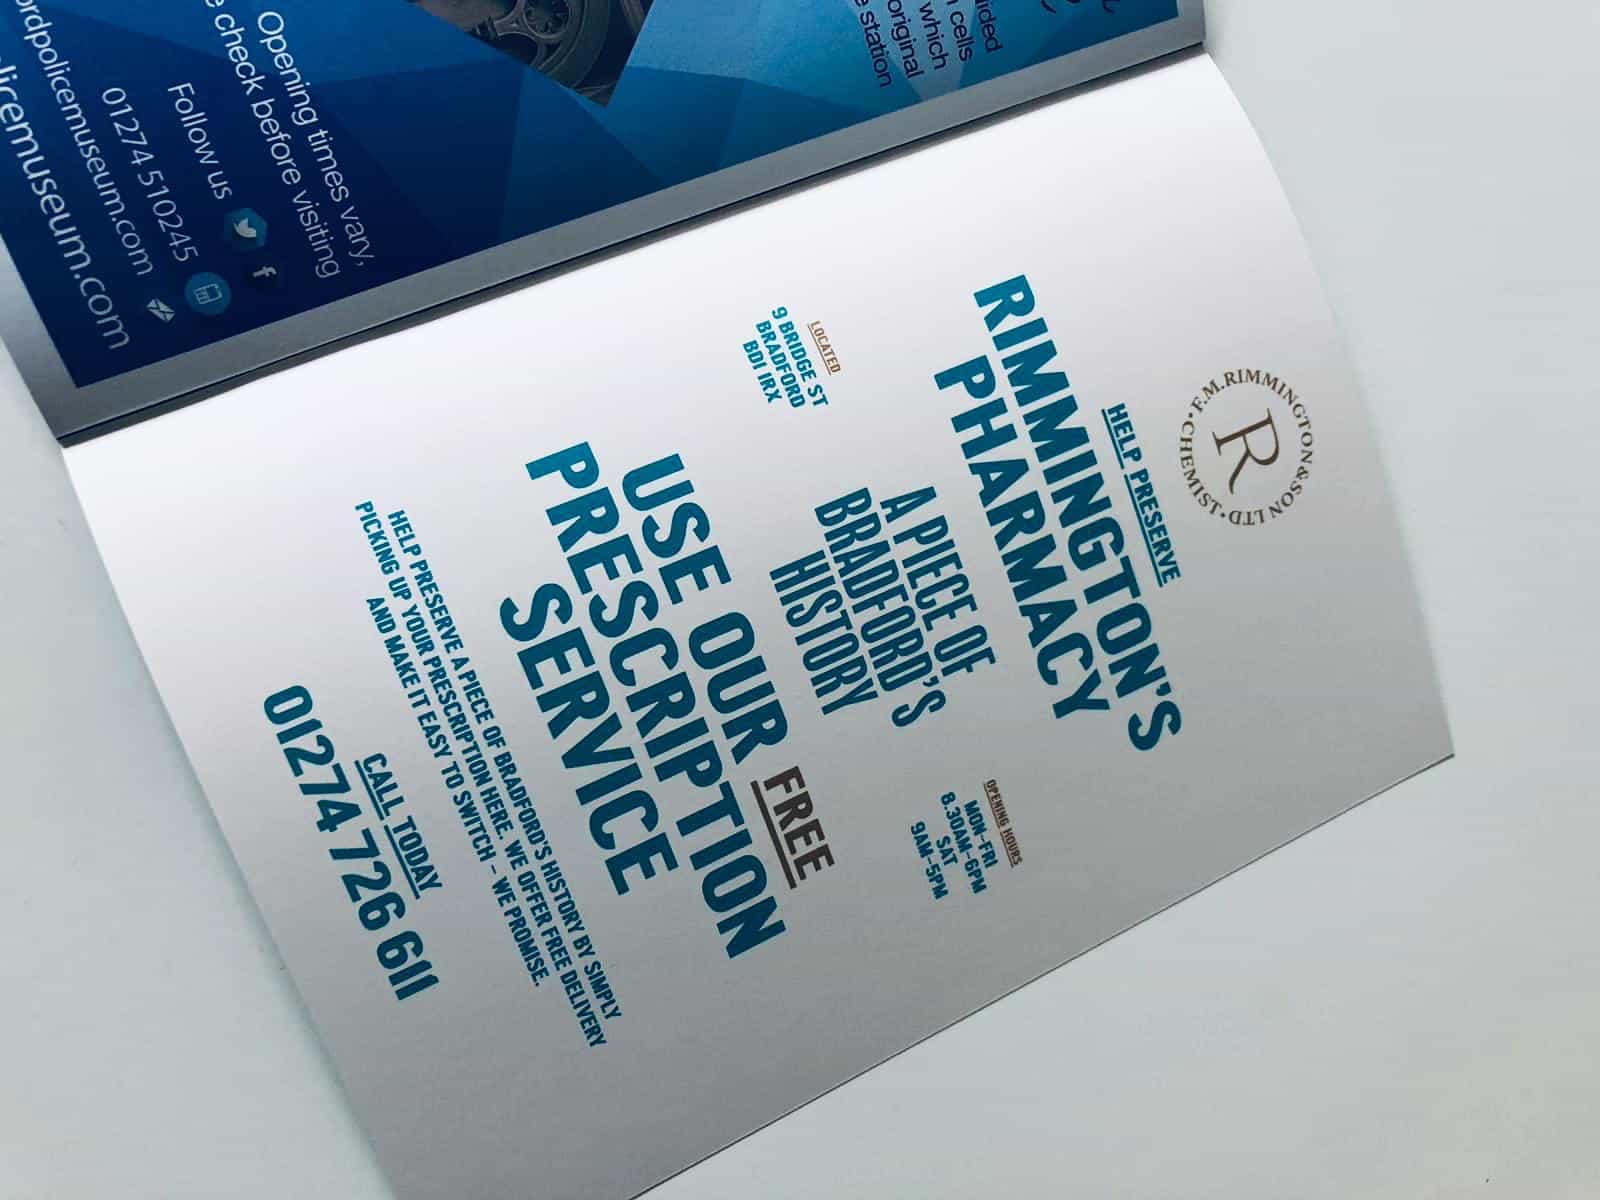 F.M.RIMMINGTON&SON LTD
R
•CHEMIST•
HELP PRESERVE
RIMMINGTON'S
PHARMACY
LOCATED
9 BRIDGE ST
BRADFORD
BD1 1RX
A PIECE OF
BRADFORD'S
HISTORY
OPENING HOURS
MON-FRI
8.30AM-6PM
SAT
9AM-5PM
USE OUR FREE
PRESCRIPTION
SERVICE
HELP PRESERVE A PIECE OF BRADFORD'S HISTORY BY SIMPLY
PICKING UP YOUR PRESCRIPTION HERE. WE OFFER FREE DELIVERY
AND MAKE IT EASY TO SWITCH – WE PROMISE.
CALL TODAY
01274 726 611
cells
which
original
station
Opening times vary,
check before visiting
Follow us
01274 510245